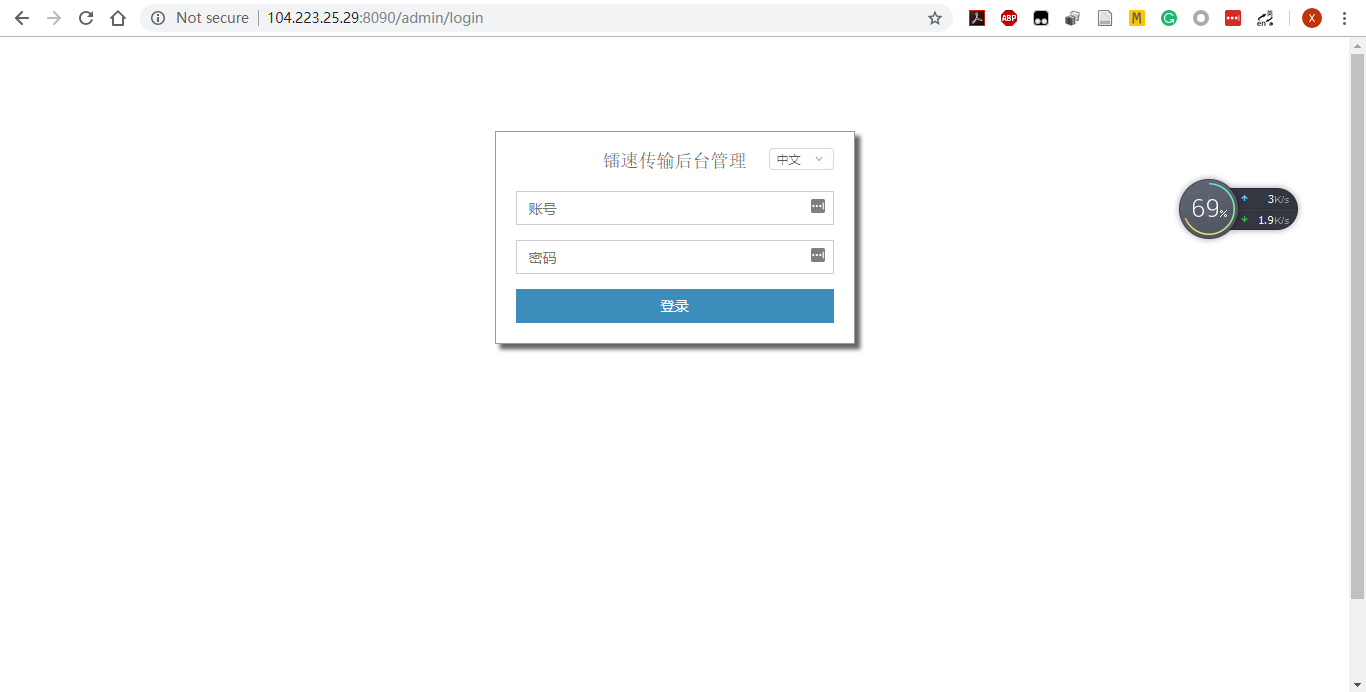 Not secure 104.223.25.29:8090/admin/login
ABP
M
en
X
镭速传输后台管理 中文
账号
密码
登录
69%
3K/s
1.9K/s